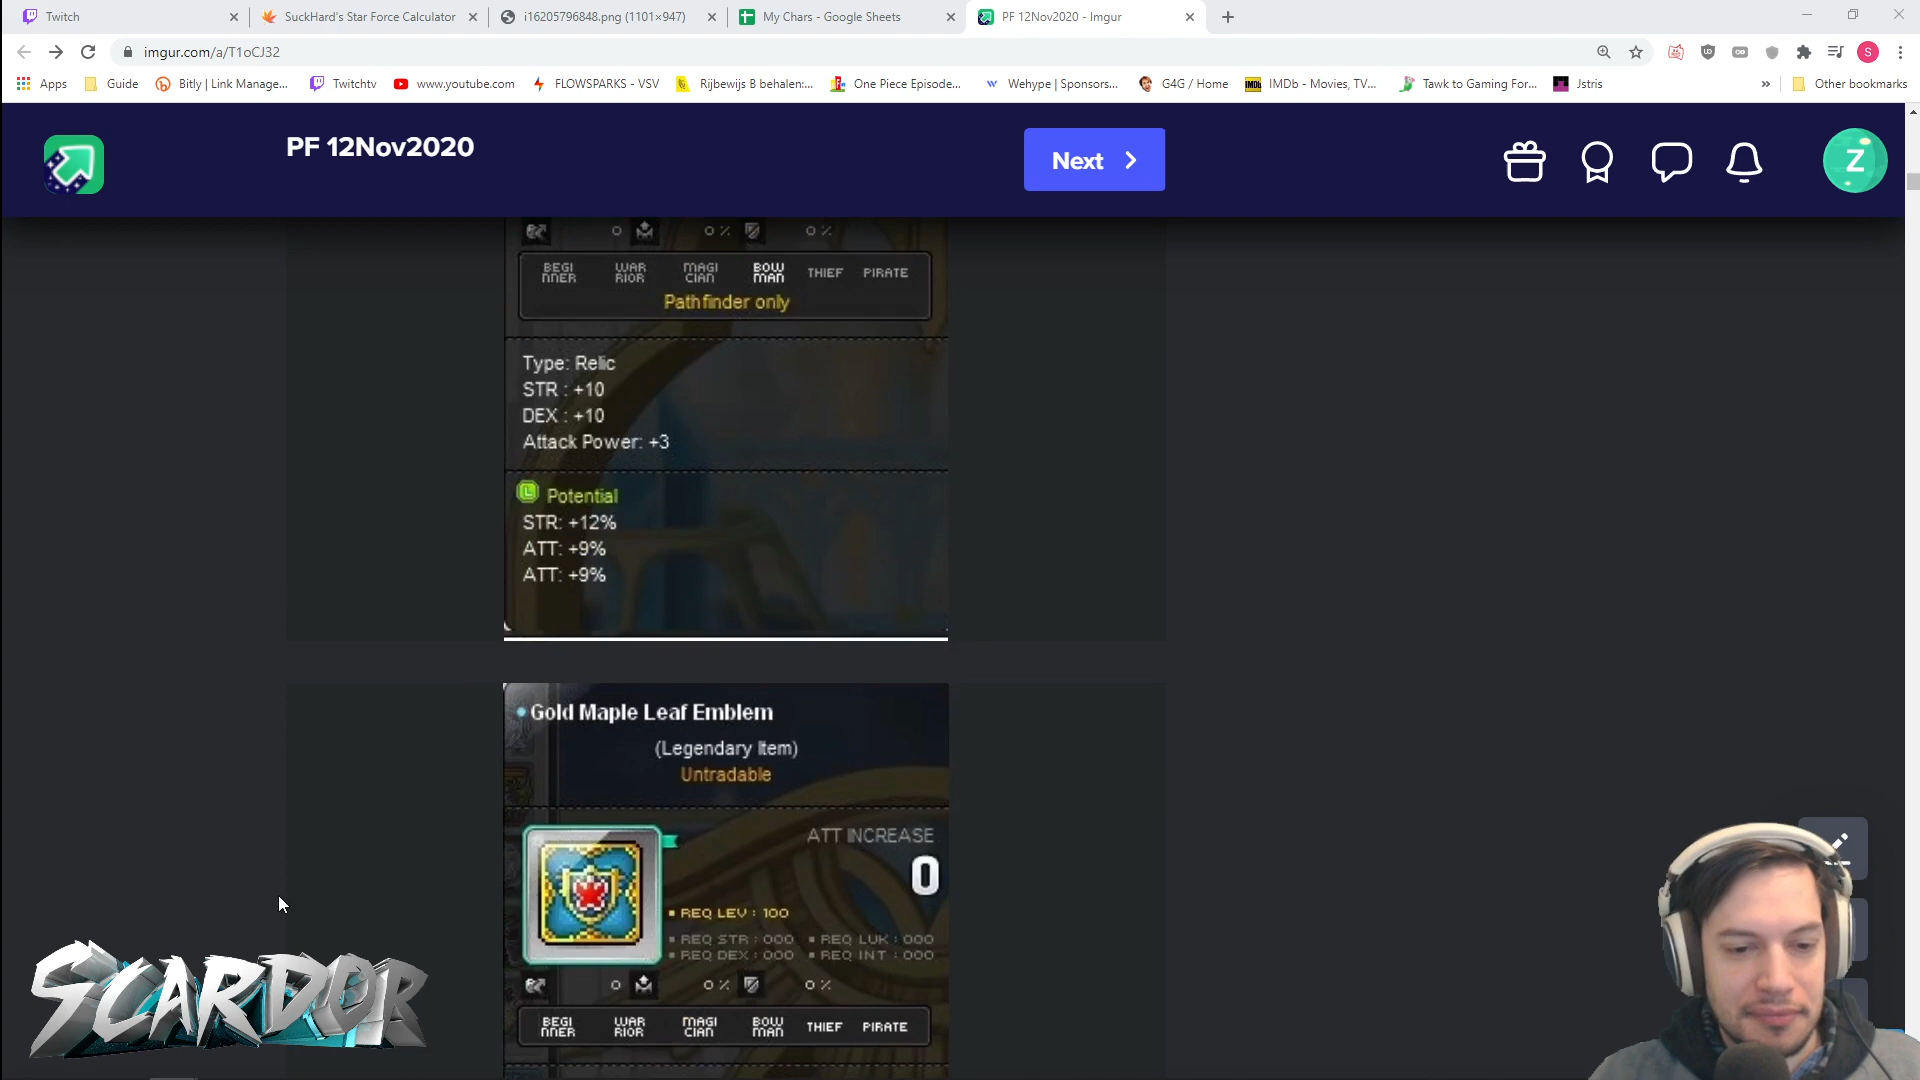 Twitch
SuckHard's Star Force Calculator
i16205796848.png (1101×947)
My Chars - Google Sheets
PF 12Nov2020 - Imgur
imgur.com/a/T1oCJ32
S
Apps
Guide
Bitly | Link Manage...
Twitchtv
www.youtube.com
FLOWSPARKS - VSV
Rijbewijs B behalen:...
One Piece Episode...
Wehype | Sponsors...
G4G / Home
IMDb - Movies, TV...
Tawk to Gaming For...
Jstris
»
Other bookmarks
PF 12Nov2020
Next
Z
0 0% 0%
BEGINNER WARRIOR MAGICIAN BOWMAN THIEF PIRATE
Pathfinder only
Type: Relic
STR : +10
DEX : +10
Attack Power: +3
L Potential
STR: +12%
ATT: +9%
ATT: +9%
Gold Maple Leaf Emblem
(Legendary Item)
Untradable
ATT INCREASE
0
REQ LEV : 100
REQ STR : 000 REQ LUK : 000
REQ DEX : 000 REQ INT : 000
0 0% 0%
BEGINNER WARRIOR MAGICIAN BOWMAN THIEF PIRATE
SCARDOR